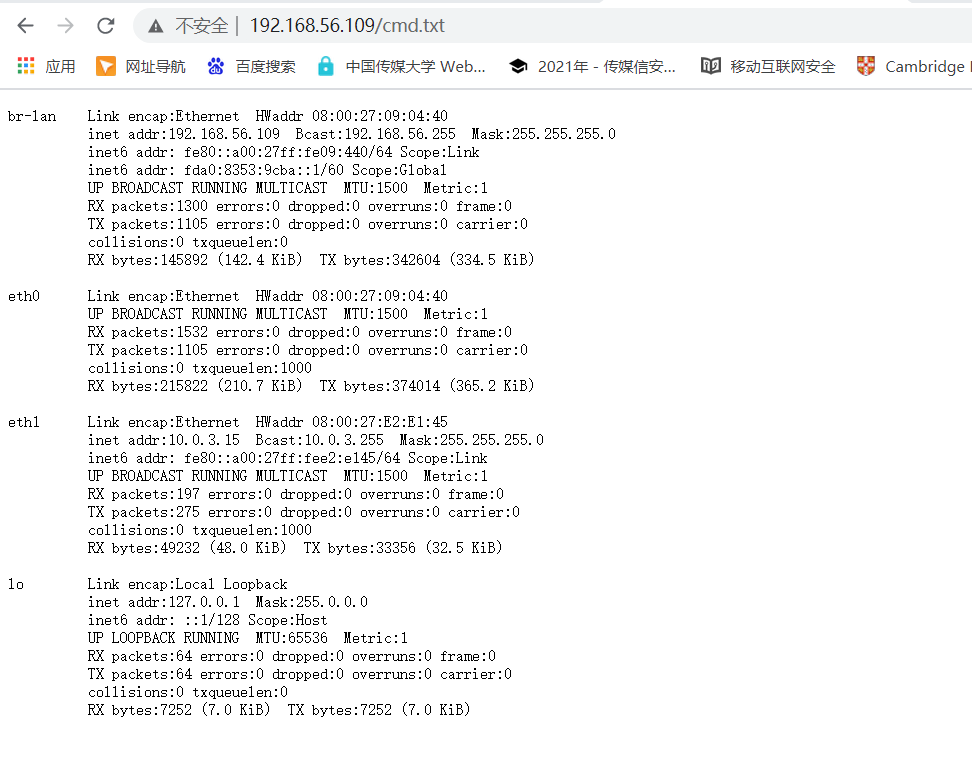 不安全 | 192.168.56.109/cmd.txt
应用 网址导航 百度搜索 中国传媒大学 Web... 2021年 - 传媒信安... 移动互联网安全 Cambridge
br-lan Link encap:Ethernet HWaddr 08:00:27:09:04:40
inet addr:192.168.56.109 Bcast:192.168.56.255 Mask:255.255.255.0
inet6 addr: fe80::a00:27ff:fe09:440/64 Scope:Link
inet6 addr: fda0:8353:9cba::1/60 Scope:Global
UP BROADCAST RUNNING MULTICAST MTU:1500 Metric:1
RX packets:1300 errors:0 dropped:0 overruns:0 frame:0
TX packets:1105 errors:0 dropped:0 overruns:0 carrier:0
collisions:0 txqueuelen:0
RX bytes:145892 (142.4 KiB) TX bytes:342604 (334.5 KiB)
eth0 Link encap:Ethernet HWaddr 08:00:27:09:04:40
UP BROADCAST RUNNING MULTICAST MTU:1500 Metric:1
RX packets:1532 errors:0 dropped:0 overruns:0 frame:0
TX packets:1105 errors:0 dropped:0 overruns:0 carrier:0
collisions:0 txqueuelen:1000
RX bytes:215822 (210.7 KiB) TX bytes:374014 (365.2 KiB)
eth1 Link encap:Ethernet HWaddr 08:00:27:E2:E1:45
inet addr:10.0.3.15 Bcast:10.0.3.255 Mask:255.255.255.0
inet6 addr: fe80::a00:27ff:fee2:e145/64 Scope:Link
UP BROADCAST RUNNING MULTICAST MTU:1500 Metric:1
RX packets:197 errors:0 dropped:0 overruns:0 frame:0
TX packets:275 errors:0 dropped:0 overruns:0 carrier:0
collisions:0 txqueuelen:1000
RX bytes:49232 (48.0 KiB) TX bytes:33356 (32.5 KiB)
lo Link encap:Local Loopback
inet addr:127.0.0.1 Mask:255.0.0.0
inet6 addr: ::1/128 Scope:Host
UP LOOPBACK RUNNING MTU:65536 Metric:1
RX packets:64 errors:0 dropped:0 overruns:0 frame:0
TX packets:64 errors:0 dropped:0 overruns:0 carrier:0
collisions:0 txqueuelen:0
RX bytes:7252 (7.0 KiB) TX bytes:7252 (7.0 KiB)